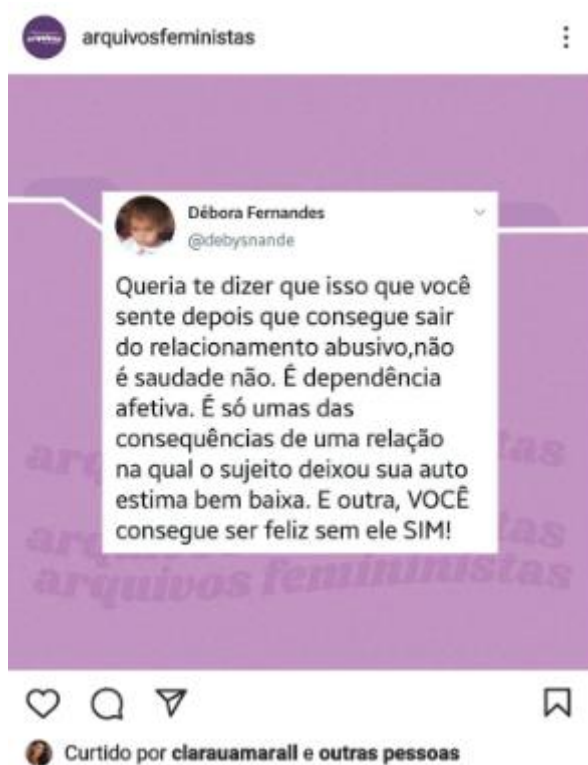 arquivosfeministas
Débora Fernandes
@debysnande
Queria te dizer que isso que você
sente depois que consegue sair
do relacionamento abusivo,não
é saudade não. É dependência
afetiva. É só umas das
consequências de uma relação
na qual o sujeito deixou sua auto
estima bem baixa. E outra, VOCÊ
consegue ser feliz sem ele SIM!
arquivos femininistas
Curtido por clarauamarall e outras pessoas